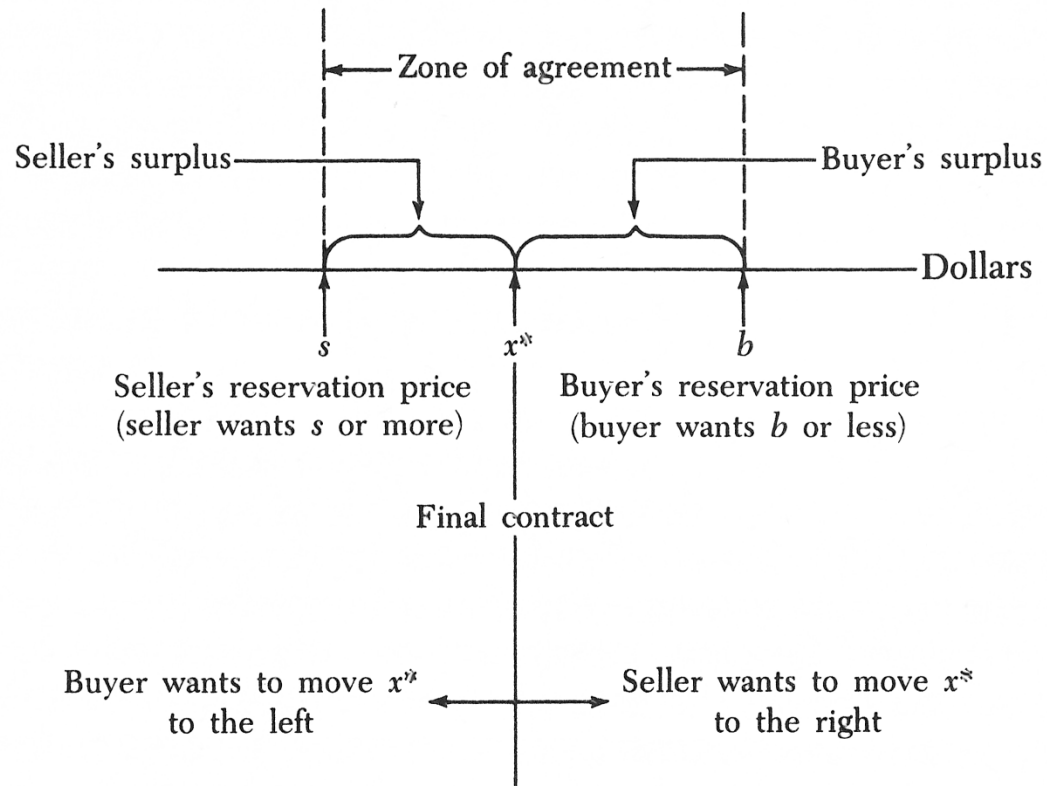 Zone of agreement
Seller's surplus
Buyer's surplus
Dollars
s
x*
b
Seller's reservation price
(seller wants s or more)
Buyer's reservation price
(buyer wants b or less)
Final contract
Buyer wants to move x*
to the left
Seller wants to move x*
to the right